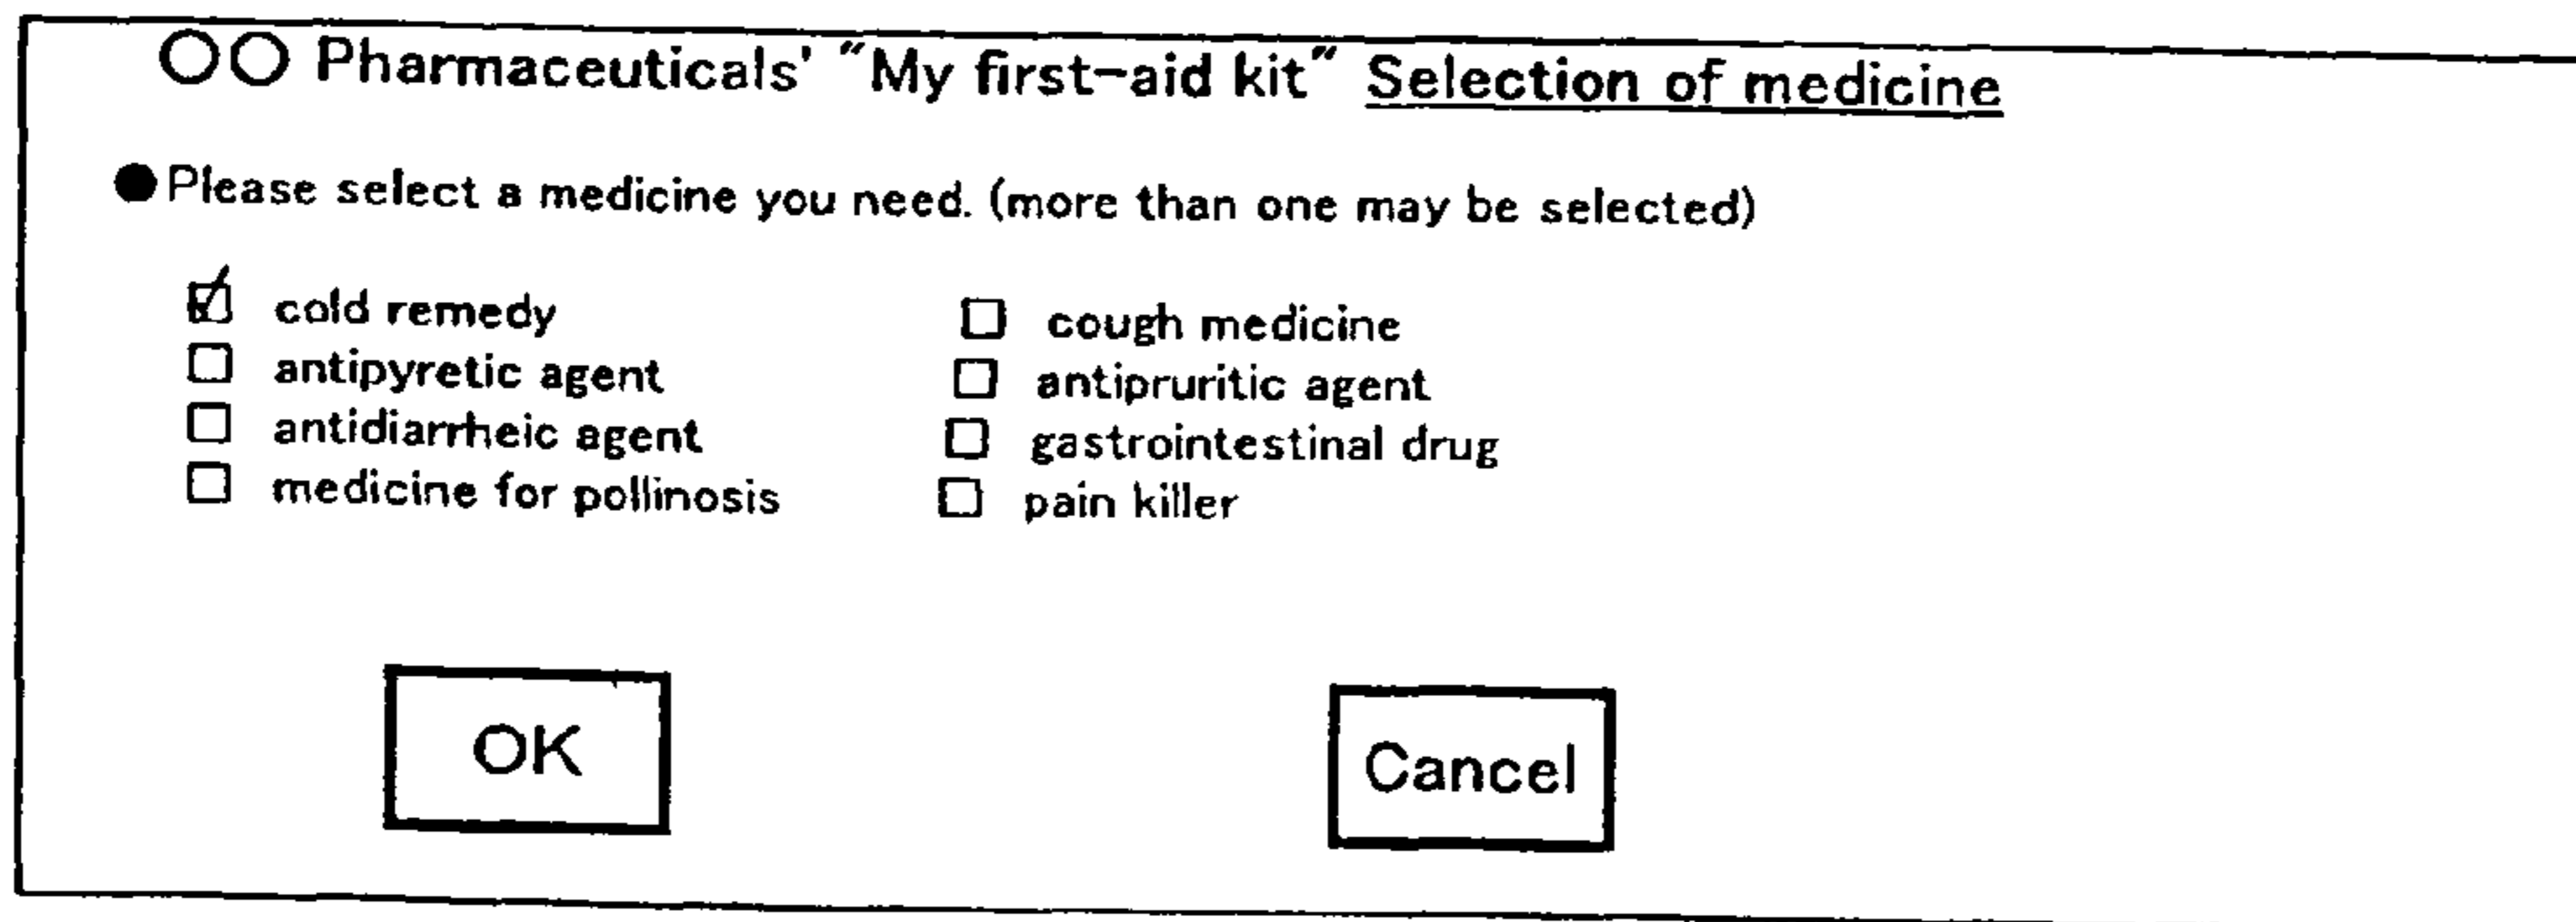 ○○ Pharmaceuticals' "My first-aid kit" Selection of medicine
●Please select a medicine you need. (more than one may be selected)
☑ cold remedy
☐ antipyretic agent
☐ antidiarrheic agent
☐ medicine for pollinosis
☐ cough medicine
☐ antipruritic agent
☐ gastrointestinal drug
☐ pain killer
OK
Cancel